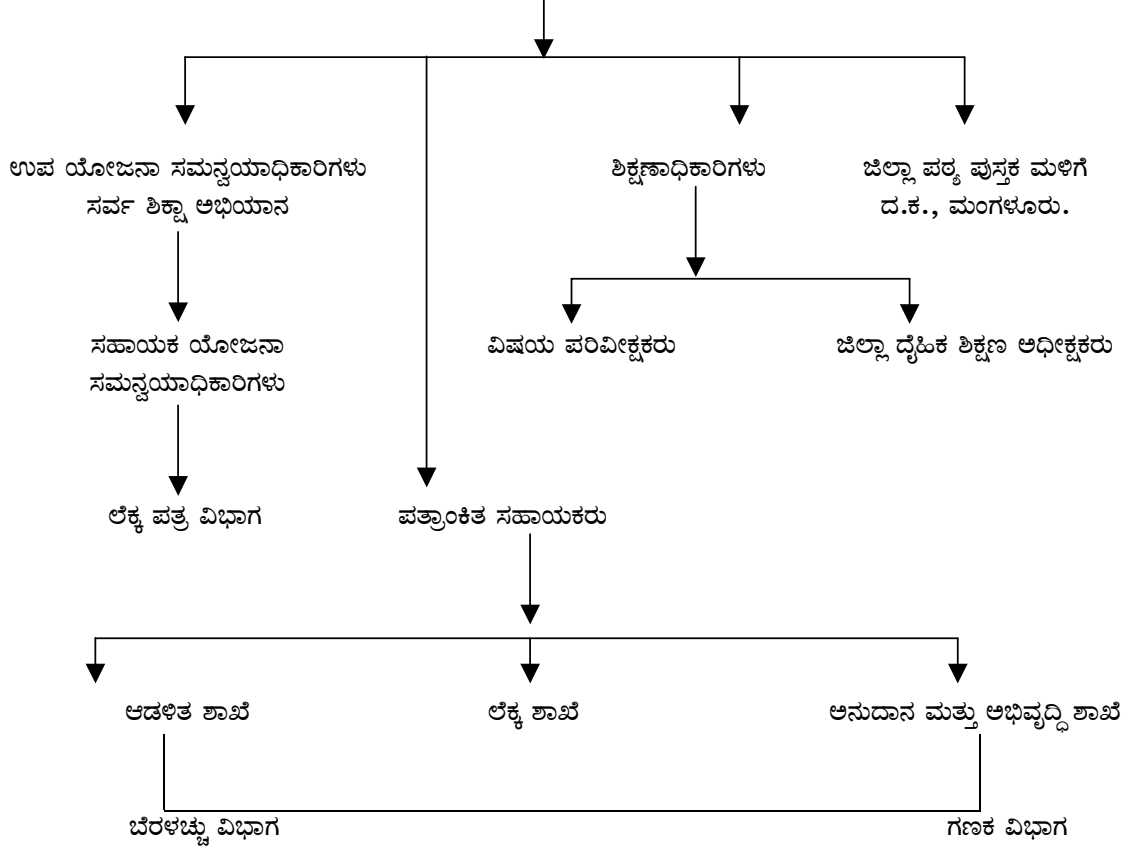 ಉಪ ಯೋಜನಾ ಸಮನ್ವಯಾಧಿಕಾರಿಗಳು
ಸರ್ವ ಶಿಕ್ಷಾ ಅಭಿಯಾನ
ಶಿಕ್ಷಣಾಧಿಕಾರಿಗಳು
ಜಿಲ್ಲಾ ಪಠ್ಯ ಪುಸ್ತಕ ಮಳಿಗೆ
ದ.ಕ., ಮಂಗಳೂರು.
ಸಹಾಯಕ ಯೋಜನಾ
ಸಮನ್ವಯಾಧಿಕಾರಿಗಳು
ವಿಷಯ ಪರಿವೀಕ್ಷಕರು
ಜಿಲ್ಲಾ ದೈಹಿಕ ಶಿಕ್ಷಣ ಅಧೀಕ್ಷಕರು
ಲೆಕ್ಕ ಪತ್ರ ವಿಭಾಗ
ಪತ್ರಾಂಕಿತ ಸಹಾಯಕರು
ಆಡಳಿತ ಶಾಖೆ
ಲೆಕ್ಕ ಶಾಖೆ
ಅನುದಾನ ಮತ್ತು ಅಭಿವೃದ್ಧಿ ಶಾಖೆ
ಬೆರಳಚ್ಚು ವಿಭಾಗ
ಗಣಕ ವಿಭಾಗ